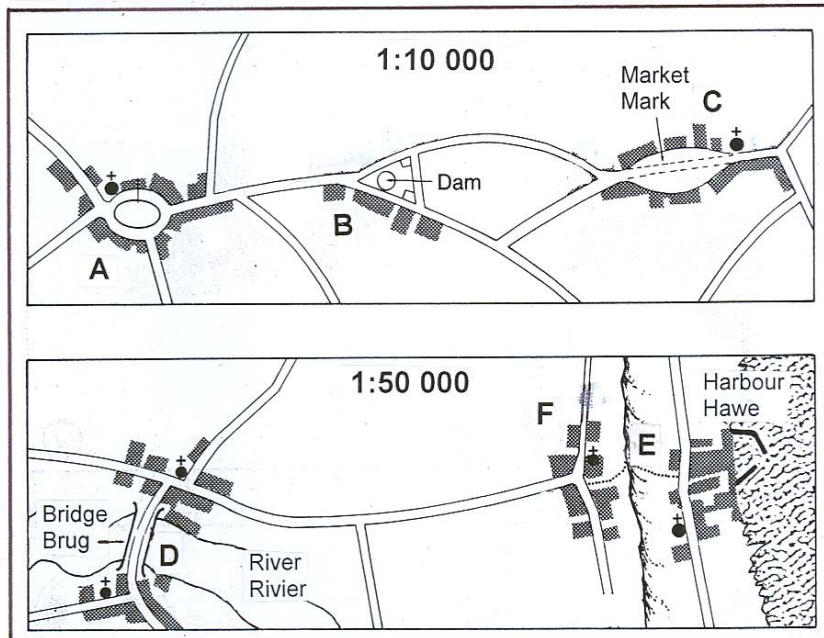 1:10 000
Market
Mark
C
Dam
B
A
1:50 000
Harbour
Hawe
F
E
Bridge
Brug
D
River
Rivier